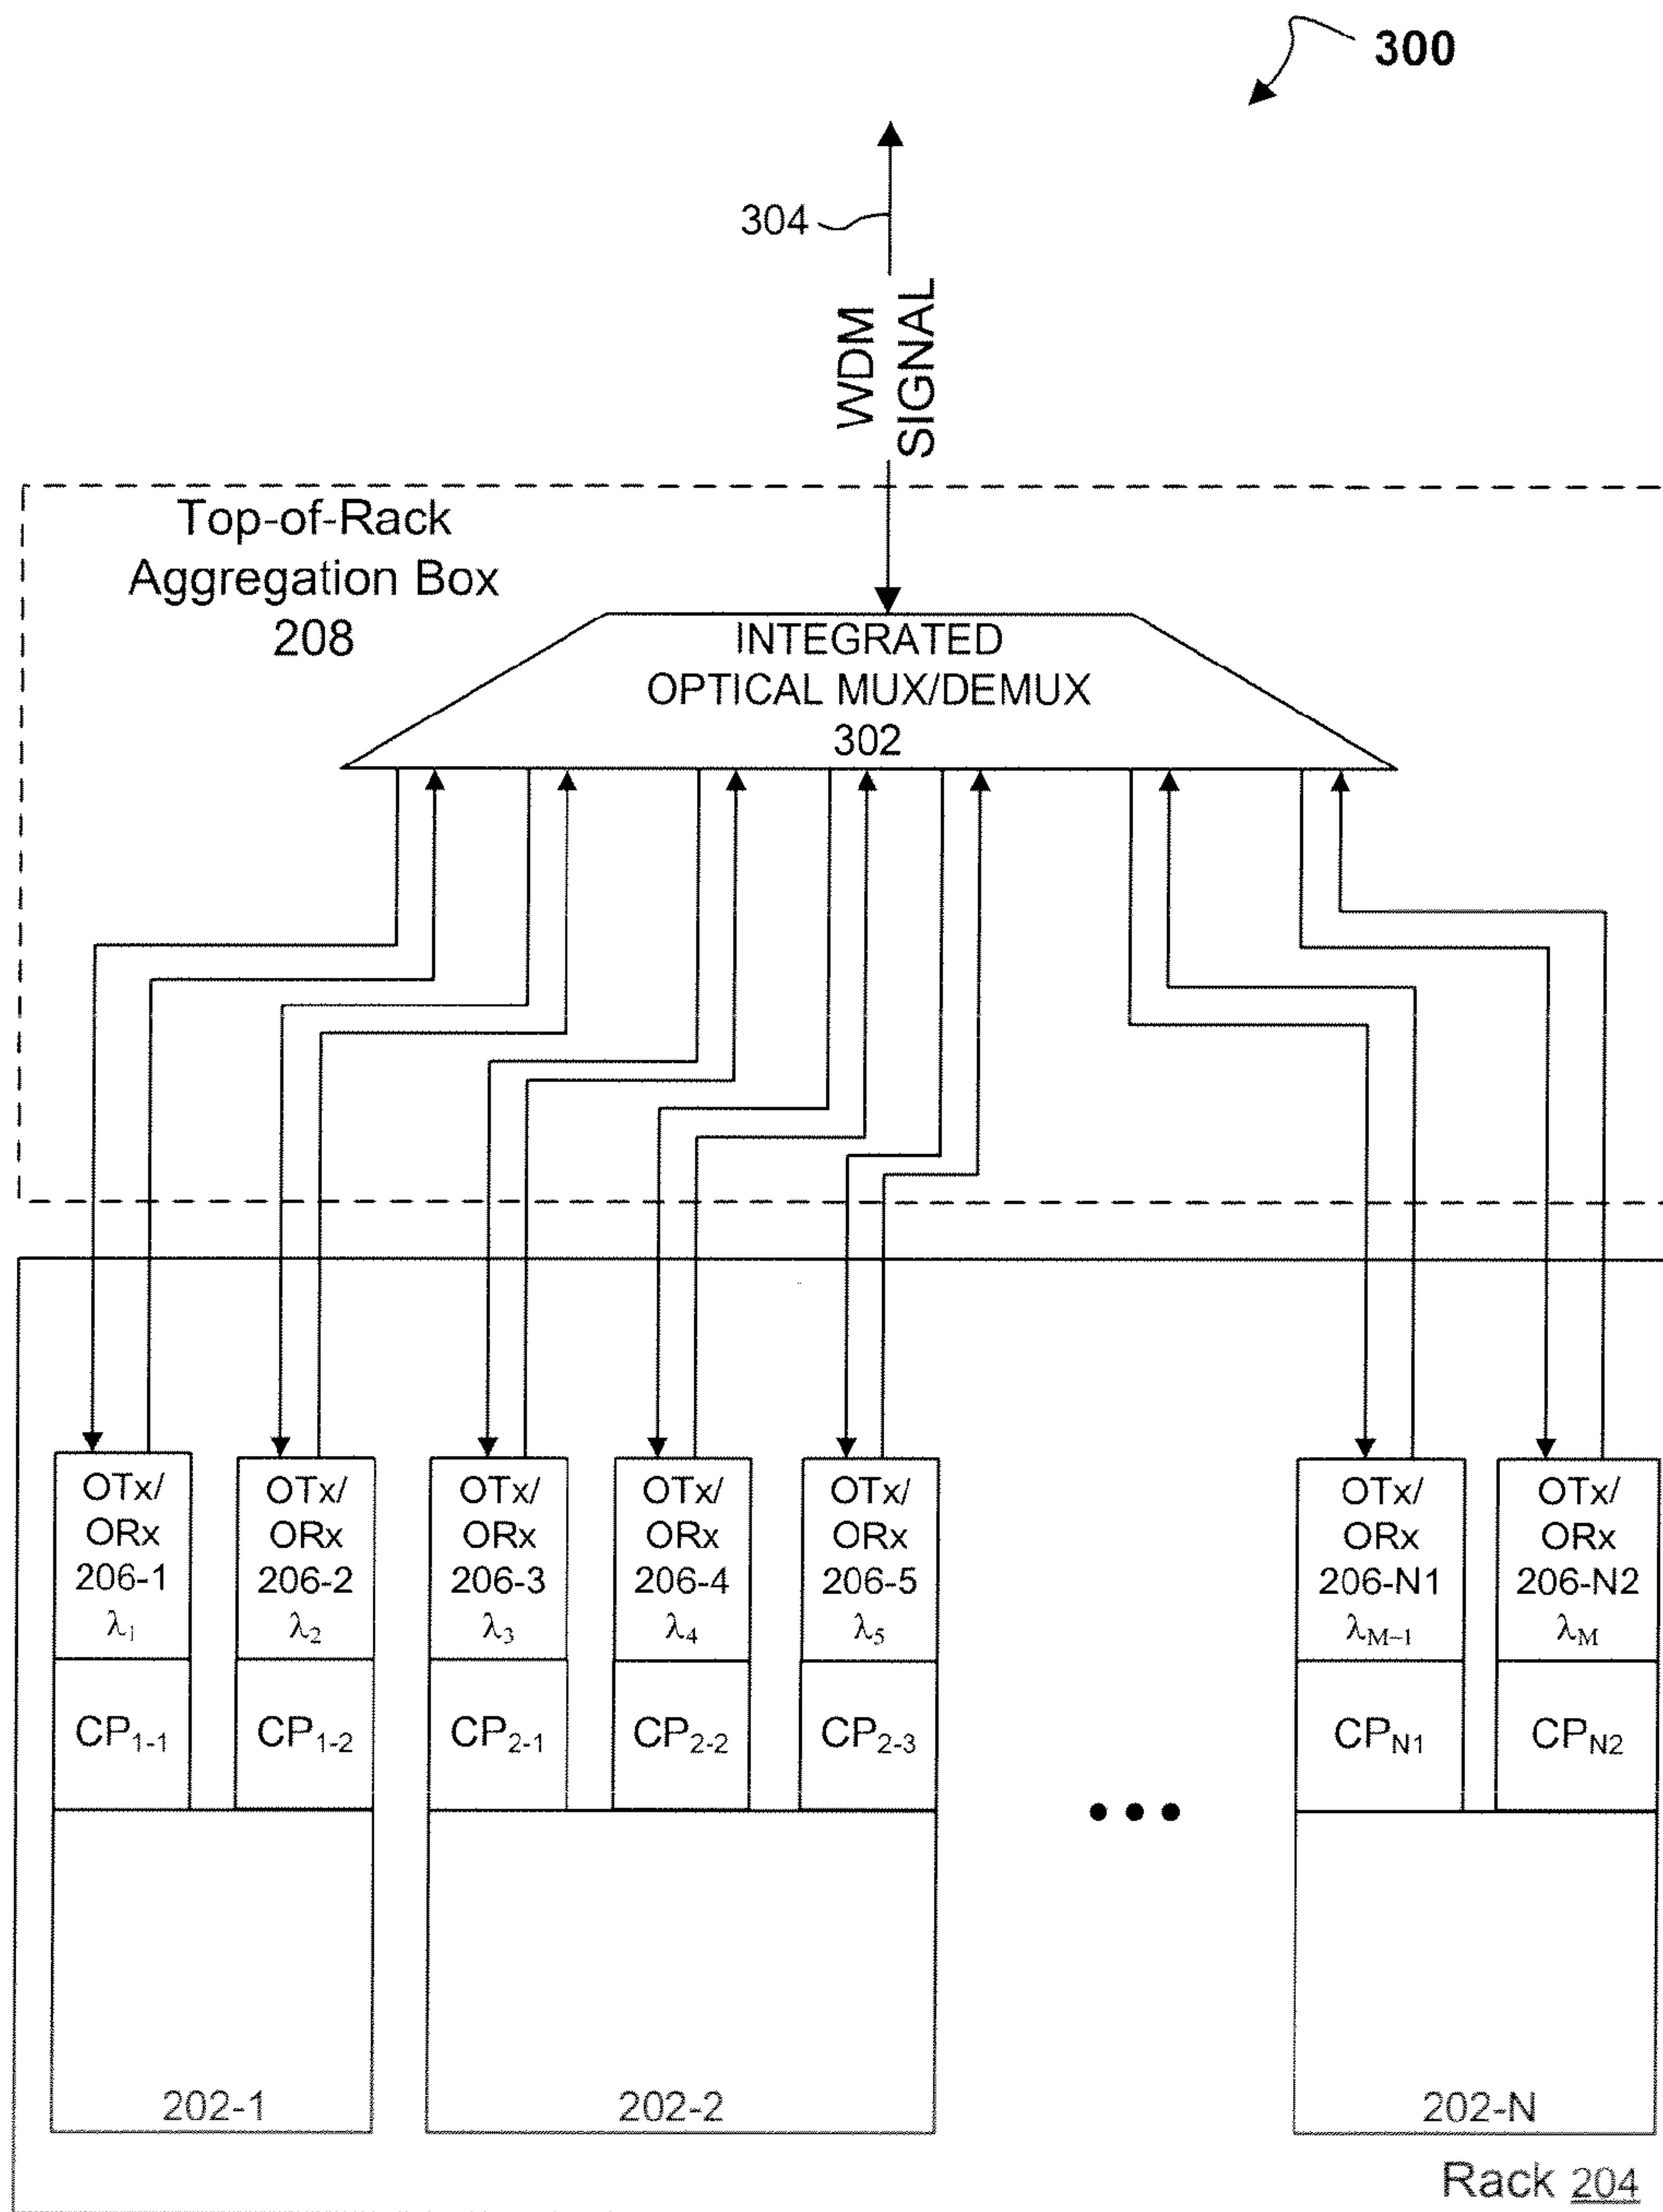 300
304
WDM
SIGNAL
Top-of-Rack
Aggregation Box
208
INTEGRATED
OPTICAL MUX/DEMUX
302
OTx/
ORx
206-1
λ1
OTx/
ORx
206-2
λ2
OTx/
ORx
206-3
λ3
OTx/
ORx
206-4
λ4
OTx/
ORx
206-5
λ5
OTx/
ORx
206-N1
λM–1
OTx/
ORx
206-N2
λM
CP1-1
CP1-2
CP2-1
CP2-2
CP2-3
CPN1
CPN2
202-1
202-2
202-N
Rack 204